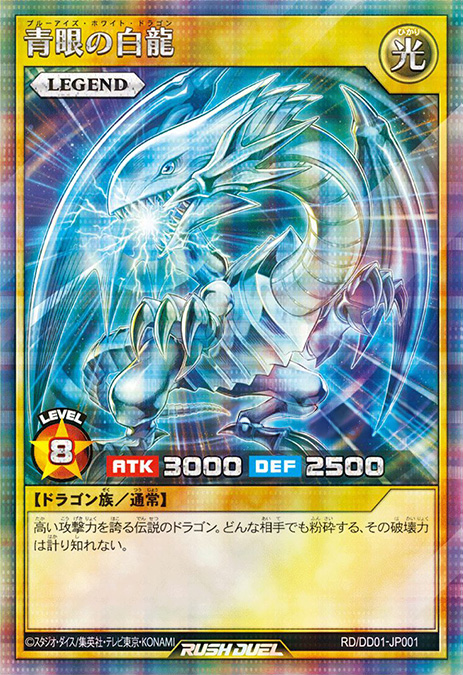 ブルーアイズ・ホワイト・ドラゴン
青眼の白龍
ひかり
光
LEGEND
LEVEL
8
ATK 3000 DEF 2500
【ドラゴン族／通常】
高い攻撃力を誇る伝説のドラゴン。どんな相手でも粉砕する、その破壊力
は計り知れない。
©スタジオ・ダイス/集英社・テレビ東京・KONAMI
RUSH DUEL
RD/DD01-JP001